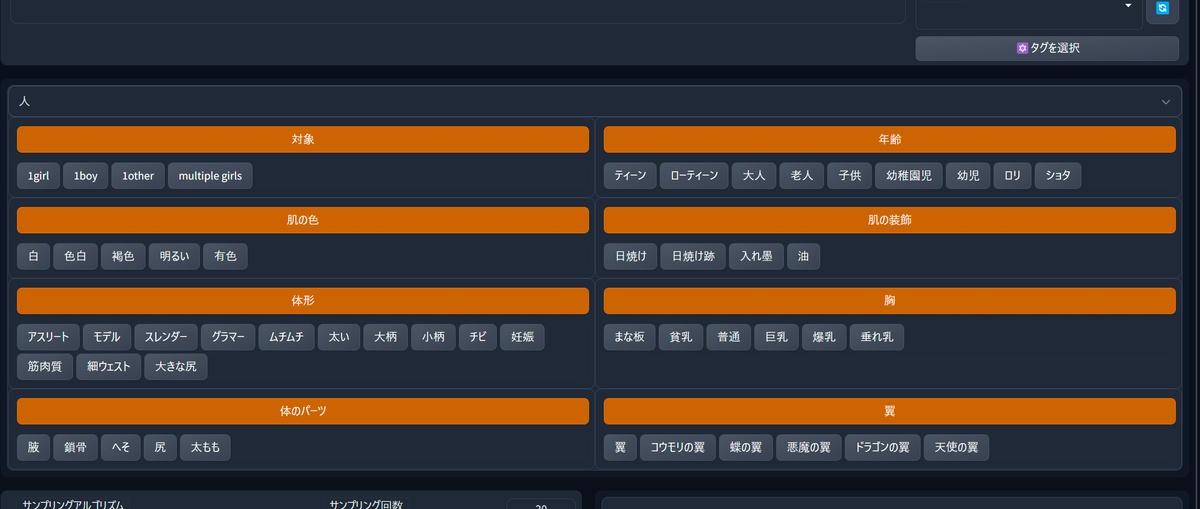 タグを選択
人
対象
1girl 1boy 1other multiple girls
年齢
ティーン ローティーン 大人 老人 子供 幼稚園児 幼児 ロリ ショタ
肌の色
白 色白 褐色 明るい 有色
肌の装飾
日焼け 日焼け跡 入れ墨 油
体形
アスリート モデル スレンダー グラマー ムチムチ 太い 大柄 小柄 チビ 妊娠
筋肉質 細ウェスト 大きな尻
胸
まな板 貧乳 普通 巨乳 爆乳 垂れ乳
体のパーツ
腋 鎖骨 へそ 尻 太もも
翼
翼 コウモリの翼 蝶の翼 悪魔の翼 ドラゴンの翼 天使の翼
サンプリングアルゴリズム サンプリング回数 20